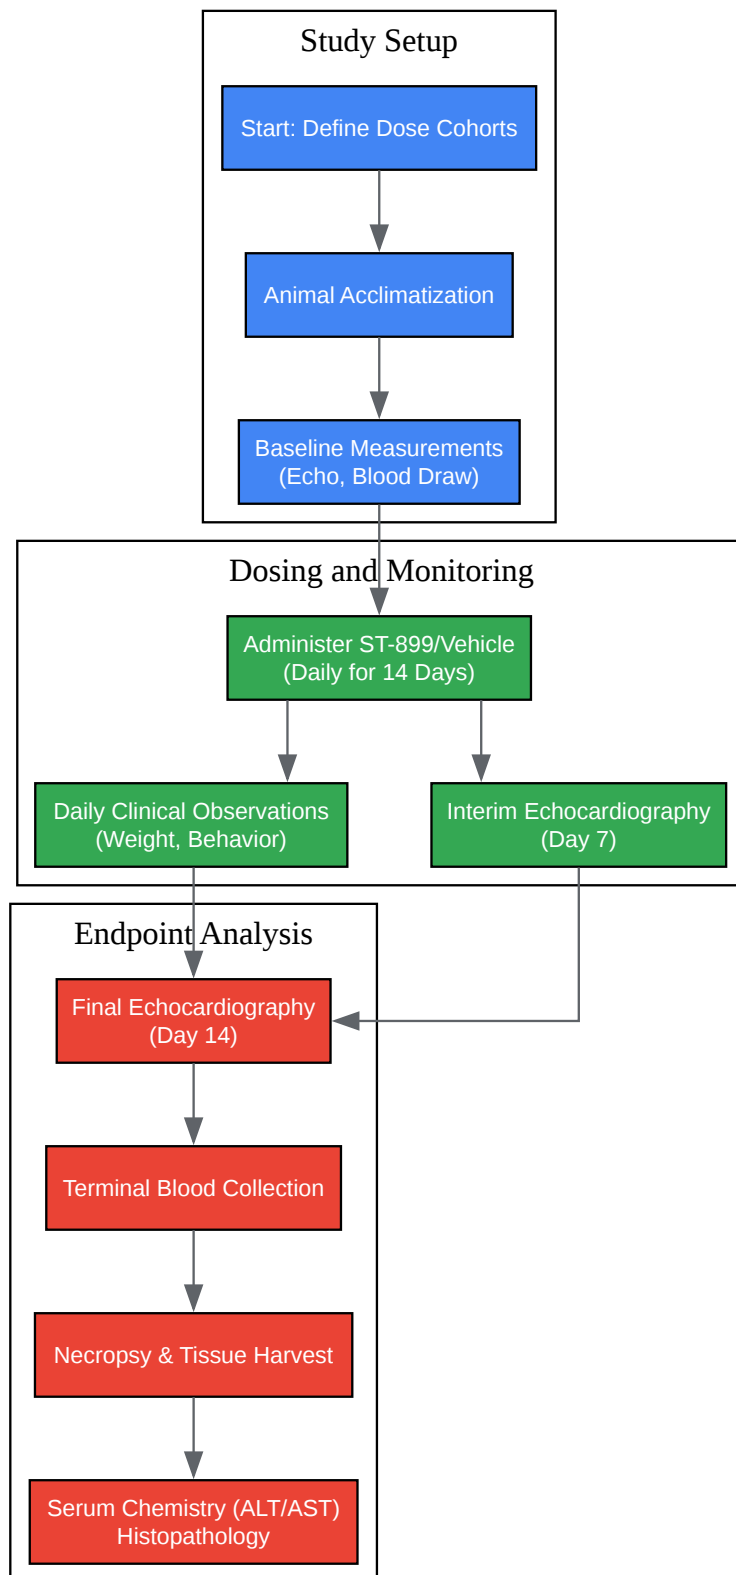 Study Setup
Start: Define Dose Cohorts
Animal Acclimatization
Baseline Measurements
(Echo, Blood Draw)
Dosing and Monitoring
Administer ST-899/Vehicle
(Daily for 14 Days)
Daily Clinical Observations
(Weight, Behavior)
Interim Echocardiography
(Day 7)
Endpoint Analysis
Final Echocardiography
(Day 14)
Terminal Blood Collection
Necropsy & Tissue Harvest
Serum Chemistry (ALT/AST)
Histopathology